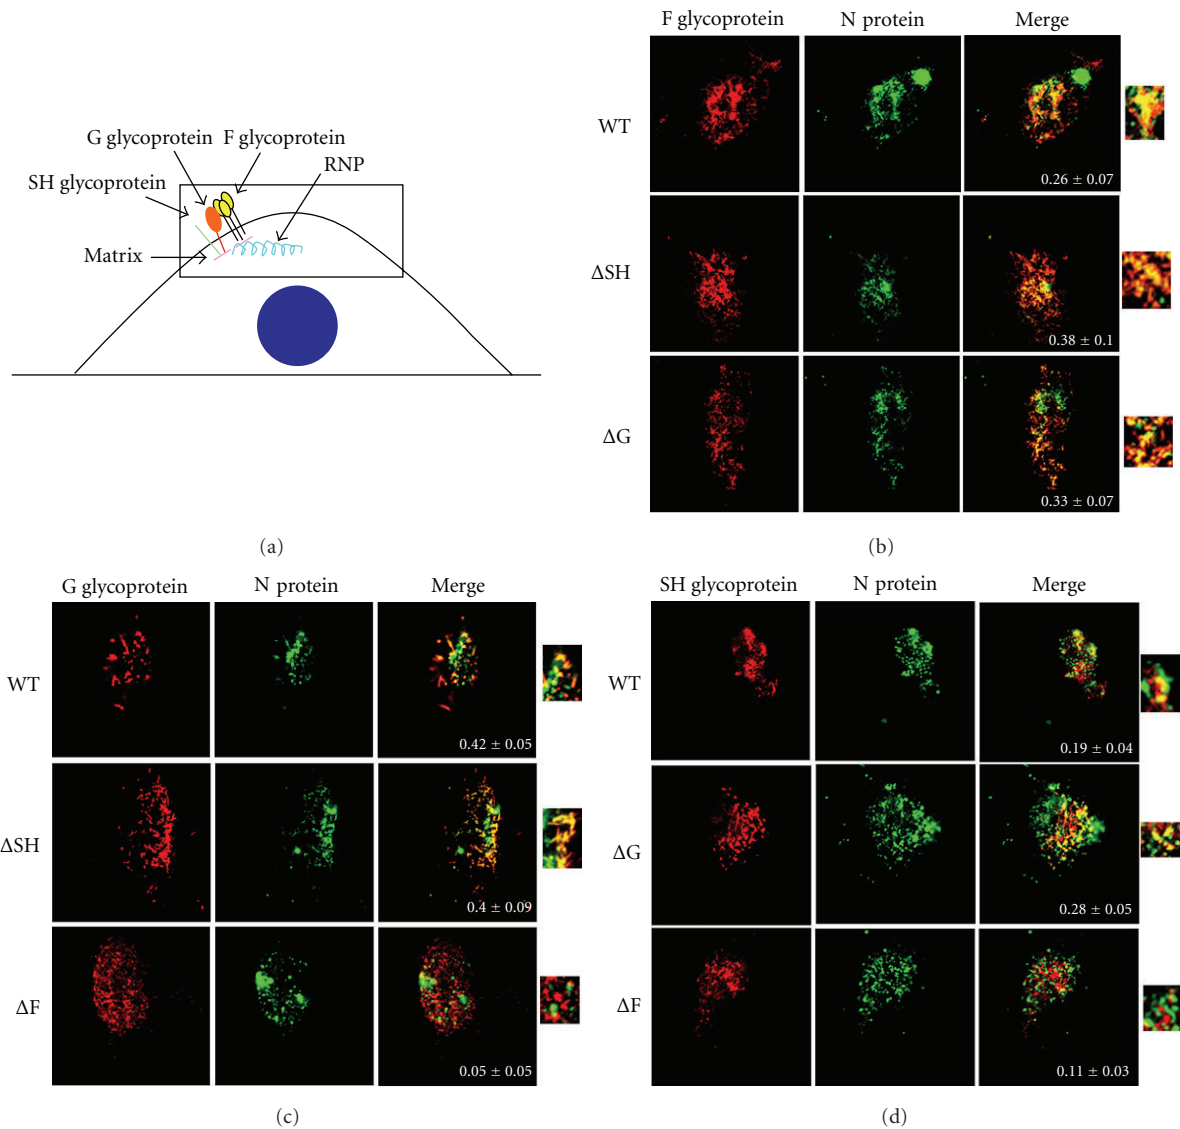 G glycoprotein
F glycoprotein
RNP
SH glycoprotein
Matrix
(a)
F glycoprotein
N protein
Merge
WT
0.26 ± 0.07
ΔSH
0.38 ± 0.1
ΔG
0.33 ± 0.07
(b)
G glycoprotein
N protein
Merge
WT
0.42 ± 0.05
ΔSH
0.4 ± 0.09
ΔF
0.05 ± 0.05
(c)
SH glycoprotein
N protein
Merge
WT
0.19 ± 0.04
ΔG
0.28 ± 0.05
ΔF
0.11 ± 0.03
(d)